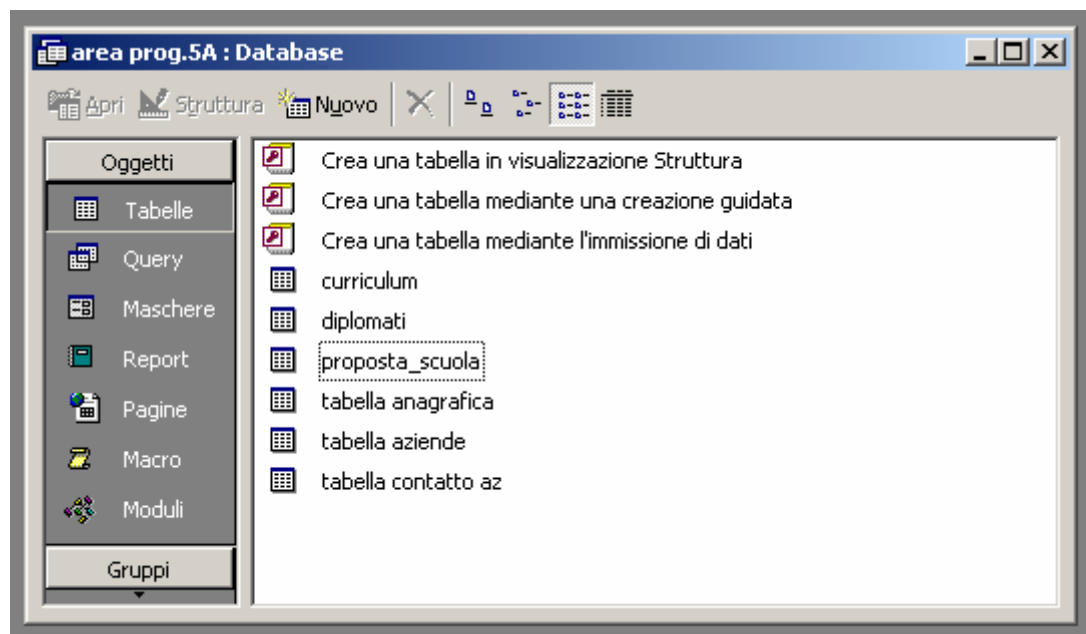 area prog.5A : Database
Apri Struttura Nuovo
Oggetti
Tabelle
Query
Maschere
Report
Pagine
Macro
Moduli
Gruppi
Crea una tabella in visualizzazione Struttura
Crea una tabella mediante una creazione guidata
Crea una tabella mediante l'immissione di dati
curriculum
diplomati
proposta_scuola
tabella anagrafica
tabella aziende
tabella contatto az